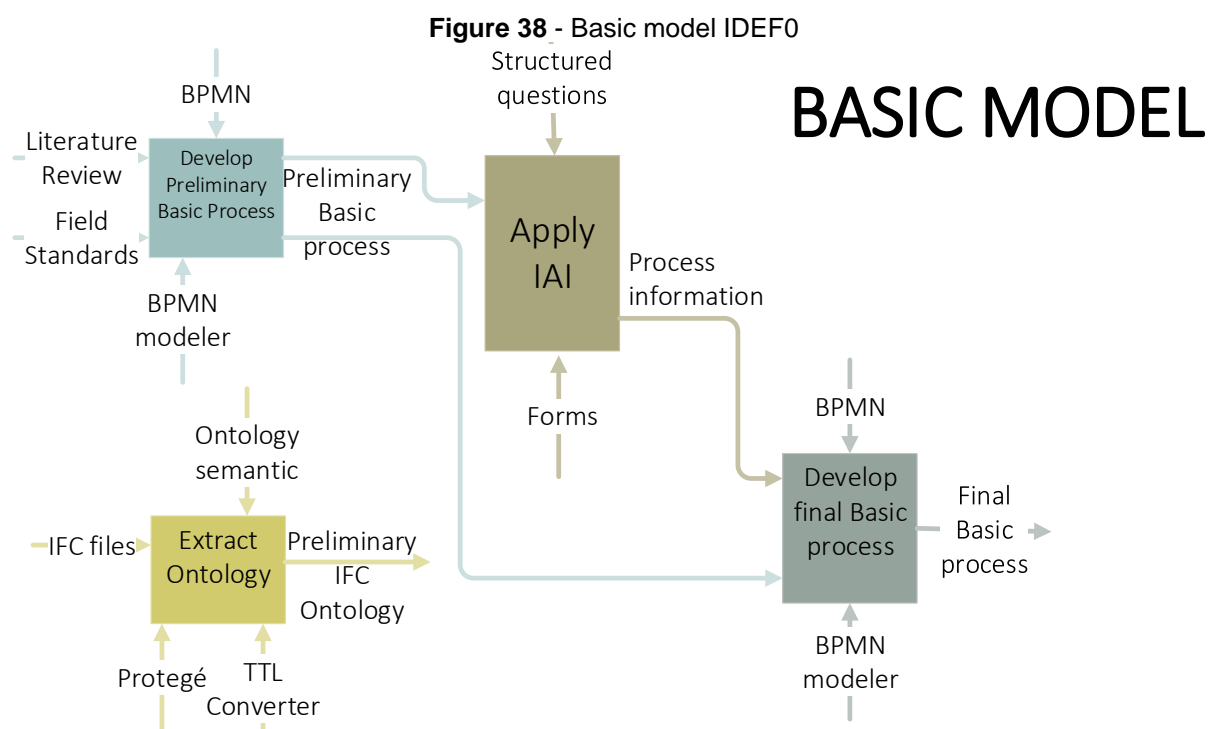 Figure 38 - Basic model IDEF0
Structured
questions
BASIC MODEL
BPMN
Literature
Review
Develop
Preliminary
Basic Process
Preliminary
Basic
process
Field
Standards
BPMN
modeler
Apply
IAI
Process
information
Forms
Ontology
semantic
IFC files
Extract
Ontology
Preliminary
IFC
Ontology
Protegé
TTL
Converter
BPMN
Develop
final Basic
process
Final
Basic
process
BPMN
modeler